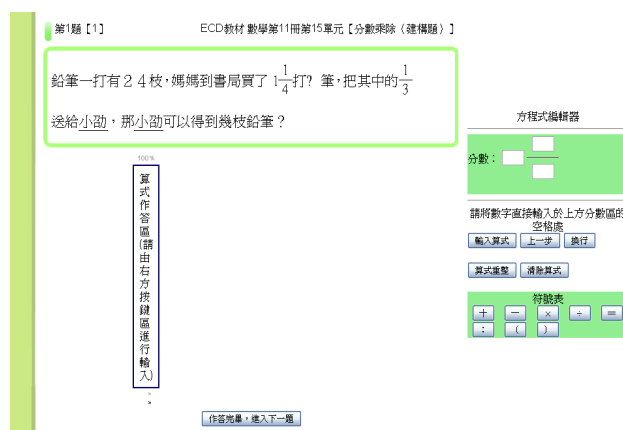 第1題【1】 ECD教材 數學第11冊第15單元【分數乘除〈建構題〉】
鉛筆一打有２４枝,媽媽到書局買了 1 1/4 打? 筆,把其中的 1/3
送給小劭,那小劭可以得到幾枝鉛筆?
100%
算式作答區(請由右方按鍵區進行輸入)
方程式編輯器
分數:
請將數字直接輸入於上方分數區的
空格處
輸入算式 上一步 換行
算式重整 清除算式
符號表
+ － × ÷ =
: ( )
作答完畢,進入下一題